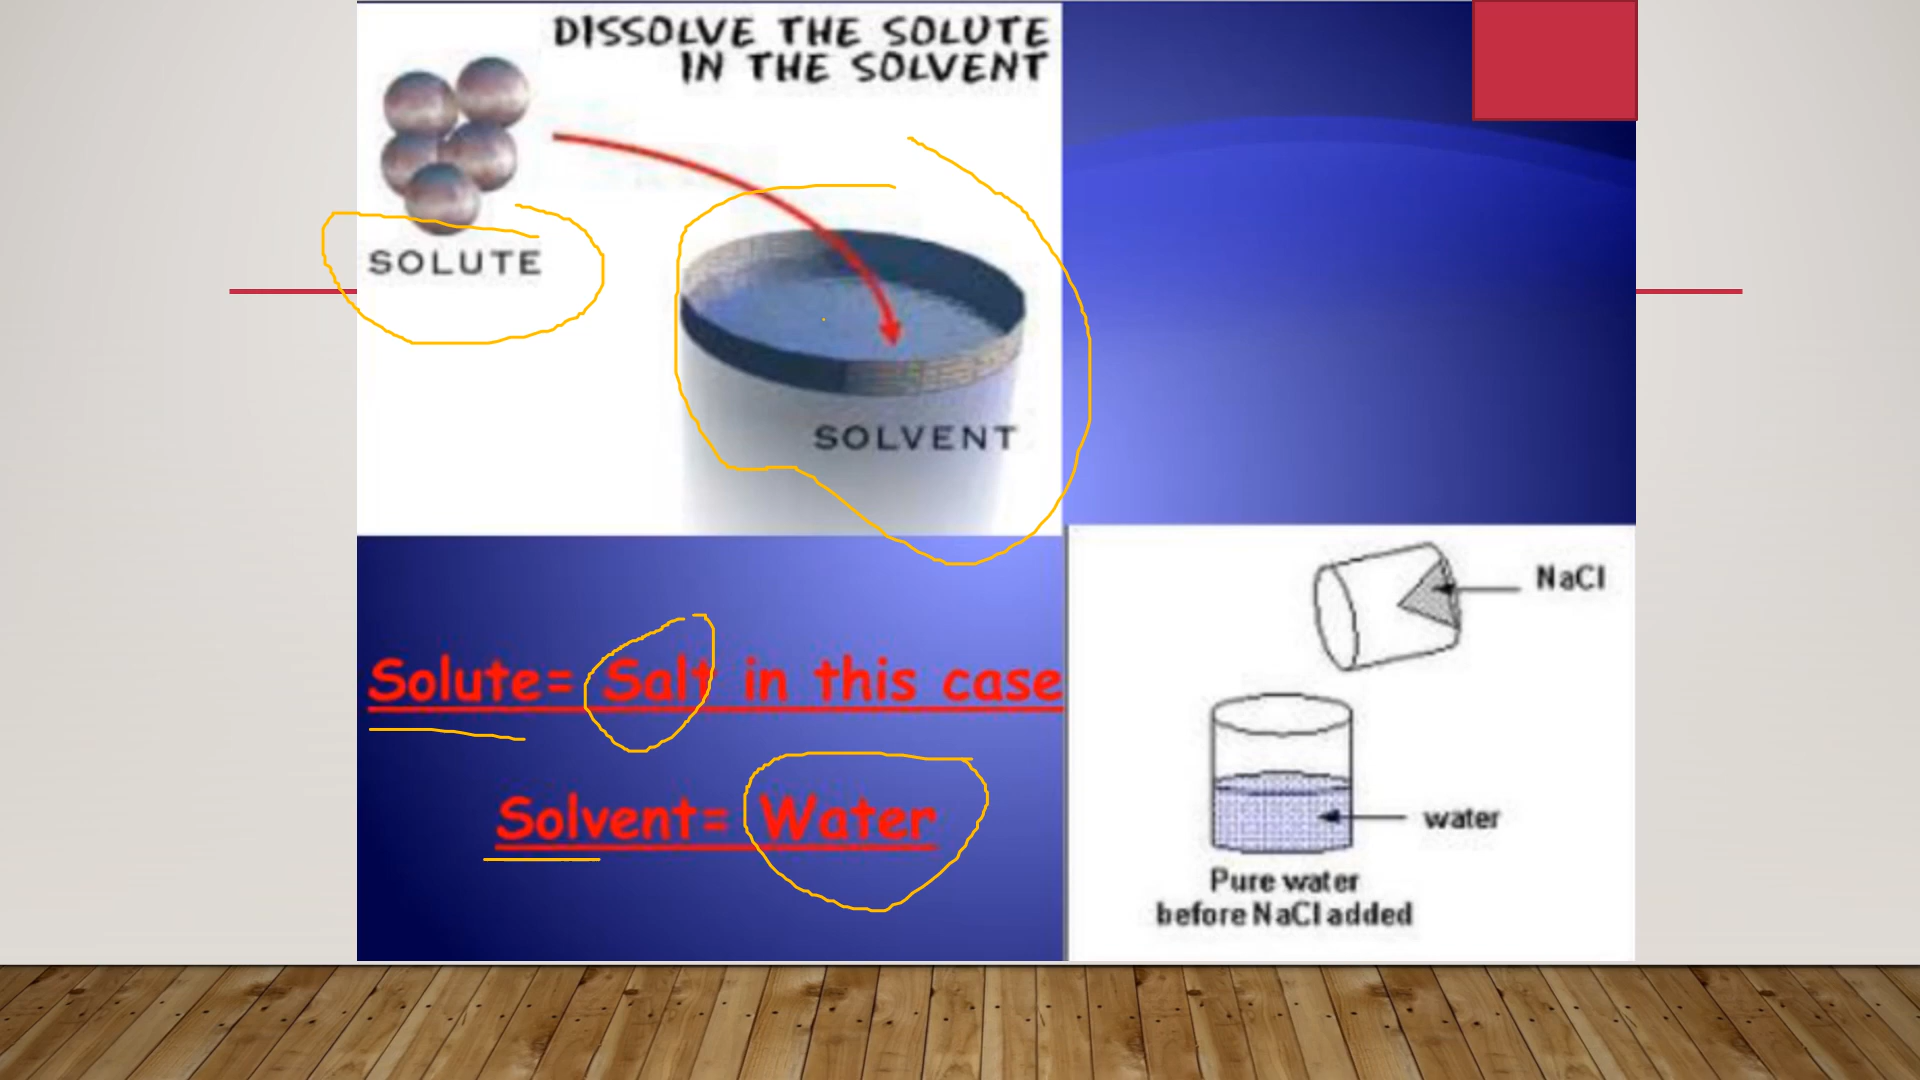 DISSOLVE THE SOLUTE
IN THE SOLVENT
SOLUTE
SOLVENT
Solute= Salt in this case
Solvent= Water
NaCl
water
Pure water
before NaCl added